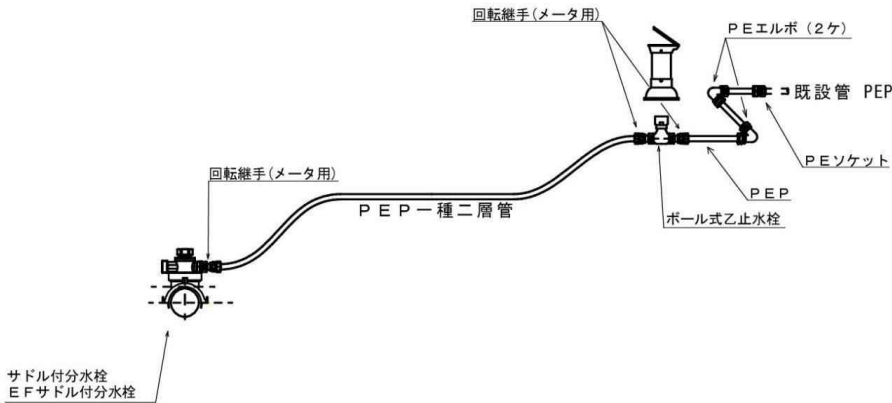 回転継手(メータ用)
PEエルボ(2ケ)
既設管 PEP
PEソケット
回転継手(メータ用)
PEP
PEP一種二層管
ボール式乙止水栓
サドル付分水栓
EFサドル付分水栓